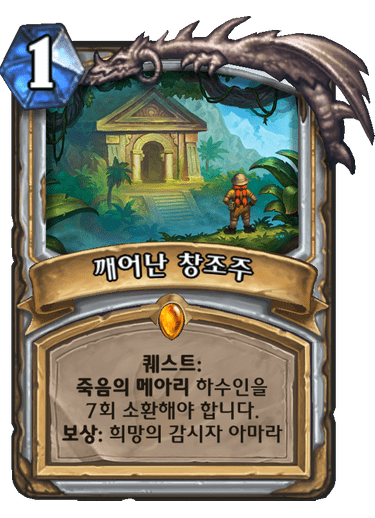 1
깨어난 창조주
퀘스트:
죽음의 메아리 하수인을
7회 소환해야 합니다.
보상: 희망의 감시자 아마라